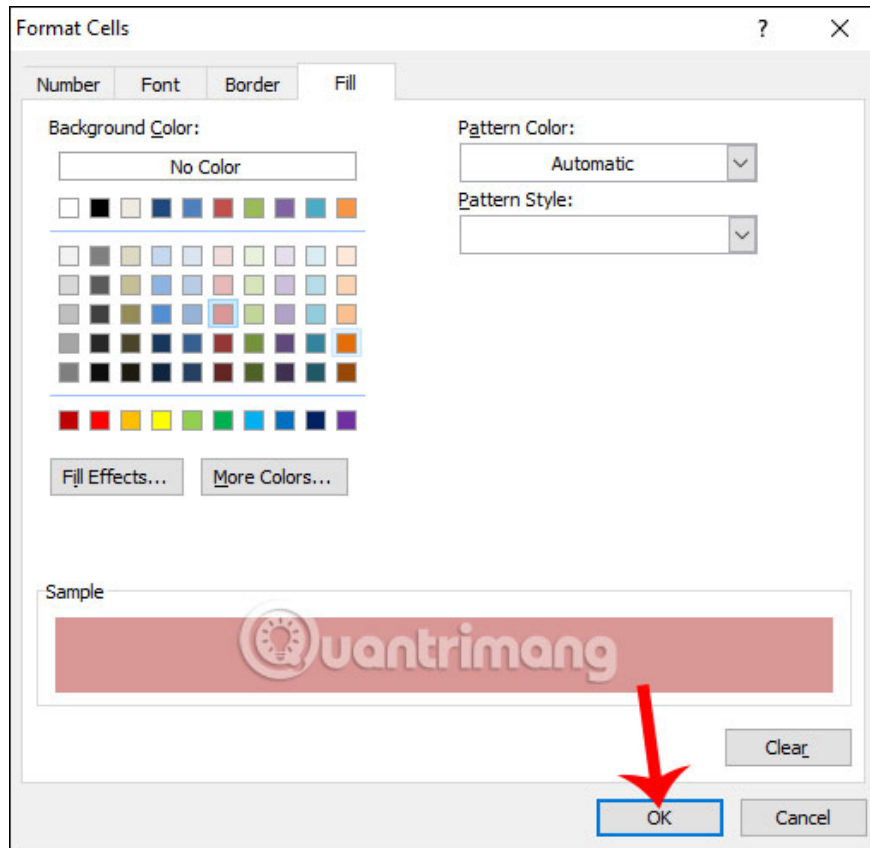 Format Cells ? ×
Number Font Border Fill
Background Color:
No Color
Pattern Color:
Automatic
Pattern Style:
Fill Effects... More Colors...
Sample
Quantrimang
Clear
OK Cancel